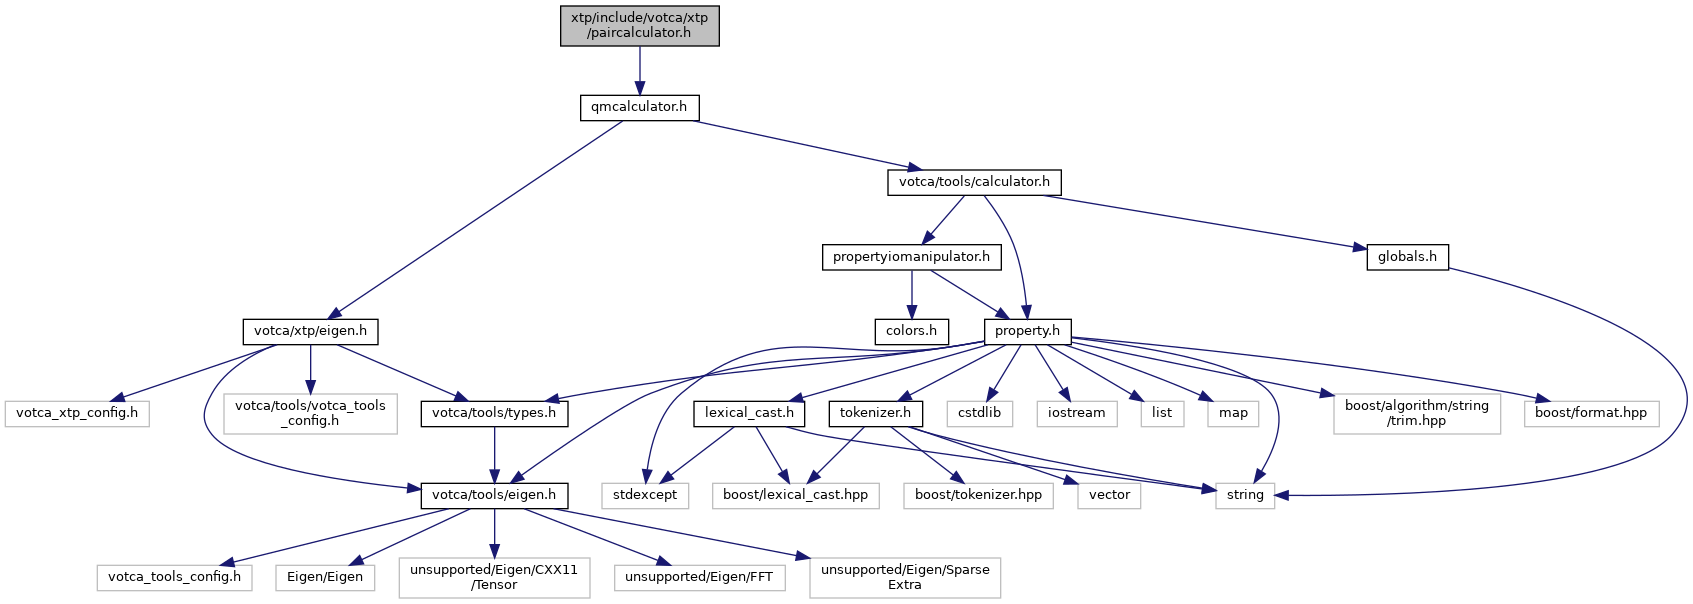 xtp/include/votca/xtp
/paircalculator.h
qmcalculator.h
votca/tools/calculator.h
propertyiomanipulator.h
globals.h
votca/xtp/eigen.h
colors.h
property.h
votca_xtp_config.h
votca/tools/votca_tools
_config.h
votca/tools/types.h
lexical_cast.h
tokenizer.h
cstdlib
iostream
list
map
boost/algorithm/string
/trim.hpp
boost/format.hpp
votca/tools/eigen.h
stdexcept
boost/lexical_cast.hpp
boost/tokenizer.hpp
vector
string
votca_tools_config.h
Eigen/Eigen
unsupported/Eigen/CXX11
/Tensor
unsupported/Eigen/FFT
unsupported/Eigen/Sparse
Extra